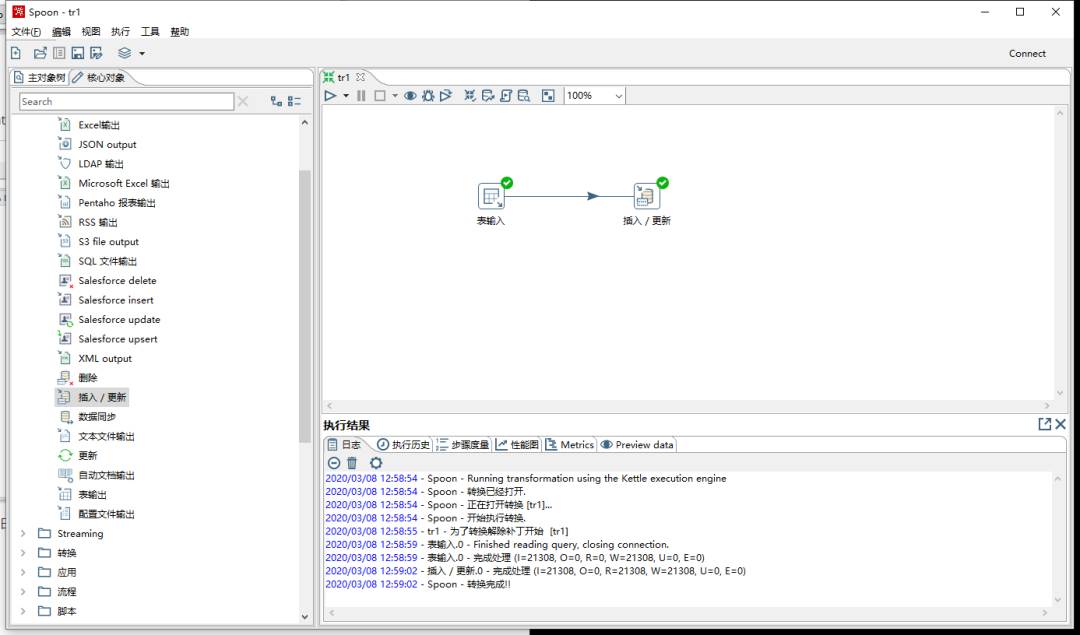 Spoon - tr1
文件(F) 编辑 视图 执行 工具 帮助
Connect
主对象树 核心对象
Search
Excel输出
JSON output
LDAP 输出
Microsoft Excel 输出
Pentaho 报表输出
RSS 输出
S3 file output
SQL 文件输出
Salesforce delete
Salesforce insert
Salesforce update
Salesforce upsert
XML output
删除
插入 / 更新
数据同步
文本文件输出
更新
自动文档输出
表输出
配置文件输出
Streaming
转换
应用
流程
脚本
tr1
100%
表输入
插入 / 更新
执行结果
日志 执行历史 步骤度量 性能图 Metrics Preview data
2020/03/08 12:58:54 - Spoon - Running transformation using the Kettle execution engine
2020/03/08 12:58:54 - Spoon - 转换已经打开.
2020/03/08 12:58:54 - Spoon - 正在打开转换 [tr1]...
2020/03/08 12:58:54 - Spoon - 开始执行转换.
2020/03/08 12:58:55 - tr1 - 为了转换解除补丁开始  [tr1]
2020/03/08 12:58:59 - 表输入.0 - Finished reading query, closing connection.
2020/03/08 12:58:59 - 表输入.0 - 完成处理 (I=21308, O=0, R=0, W=21308, U=0, E=0)
2020/03/08 12:59:02 - 插入 / 更新.0 - 完成处理 (I=21308, O=0, R=21308, W=21308, U=0, E=0)
2020/03/08 12:59:02 - Spoon - 转换完成!!